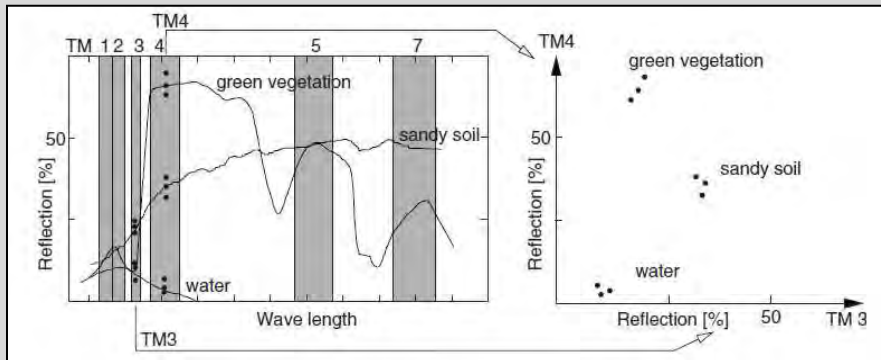 TM4
TM 1 2 3 4 5 7
green vegetation
50
sandy soil
Reflection [%]
water
Wave length
TM3
TM4
green vegetation
50
sandy soil
Reflection [%]
water
Reflection [%] 50 TM 3